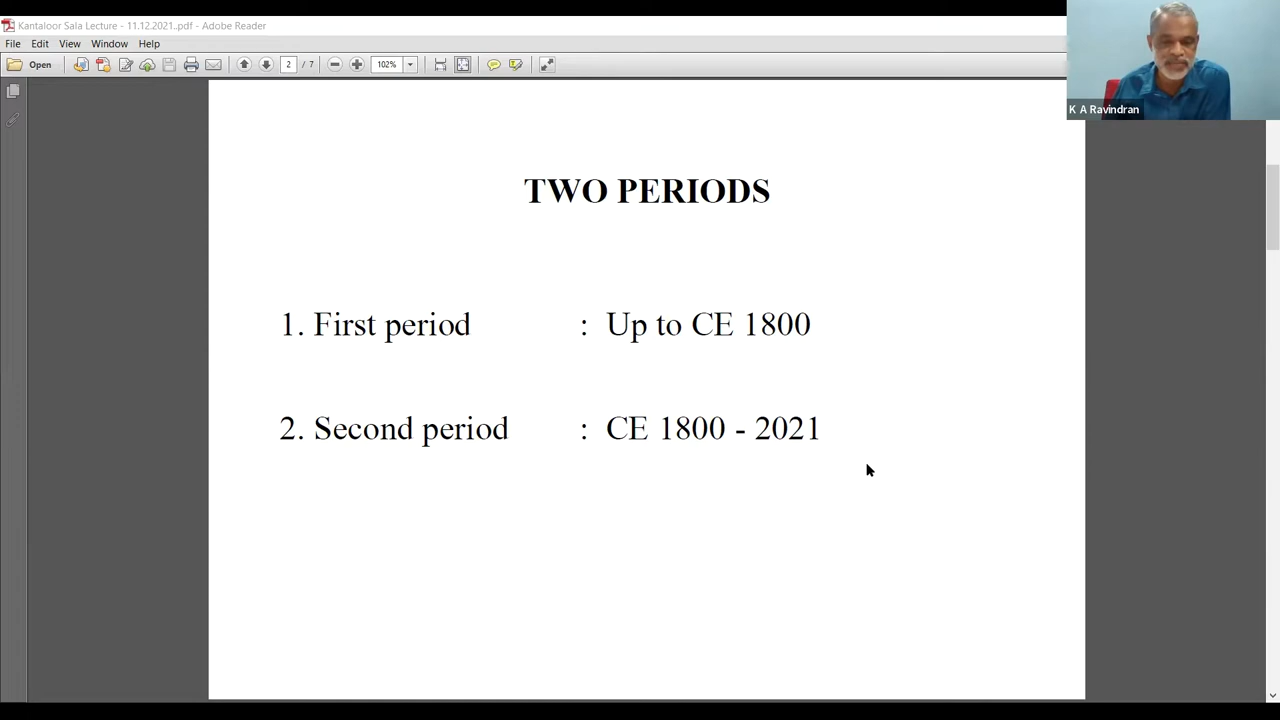 Kantaloor Sala Lecture - 11.12.2021..pdf - Adobe Reader
File Edit View Window Help
Open 2 / 7 102%
K A Ravindran
TWO PERIODS
1. First period : Up to CE 1800
2. Second period : CE 1800 - 2021